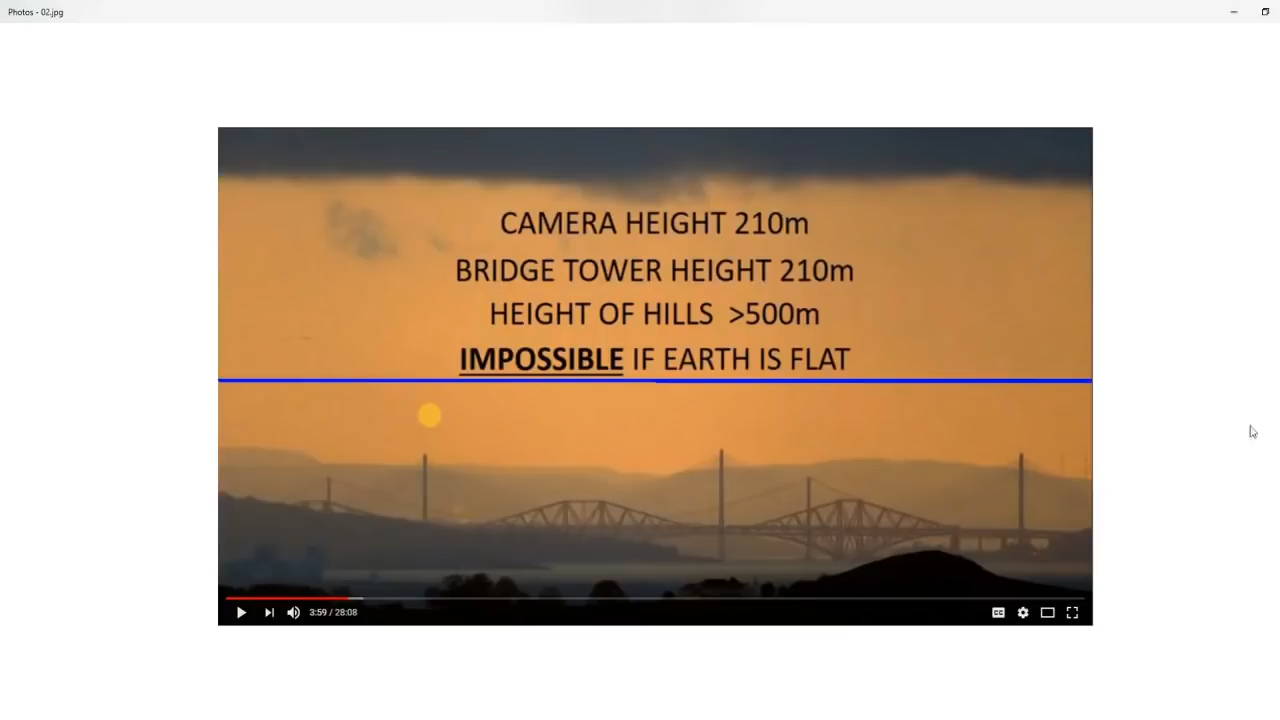 Photos - 02.jpg
CAMERA HEIGHT 210m
BRIDGE TOWER HEIGHT 210m
HEIGHT OF HILLS >500m
IMPOSSIBLE IF EARTH IS FLAT
3:59 / 28:08
CC